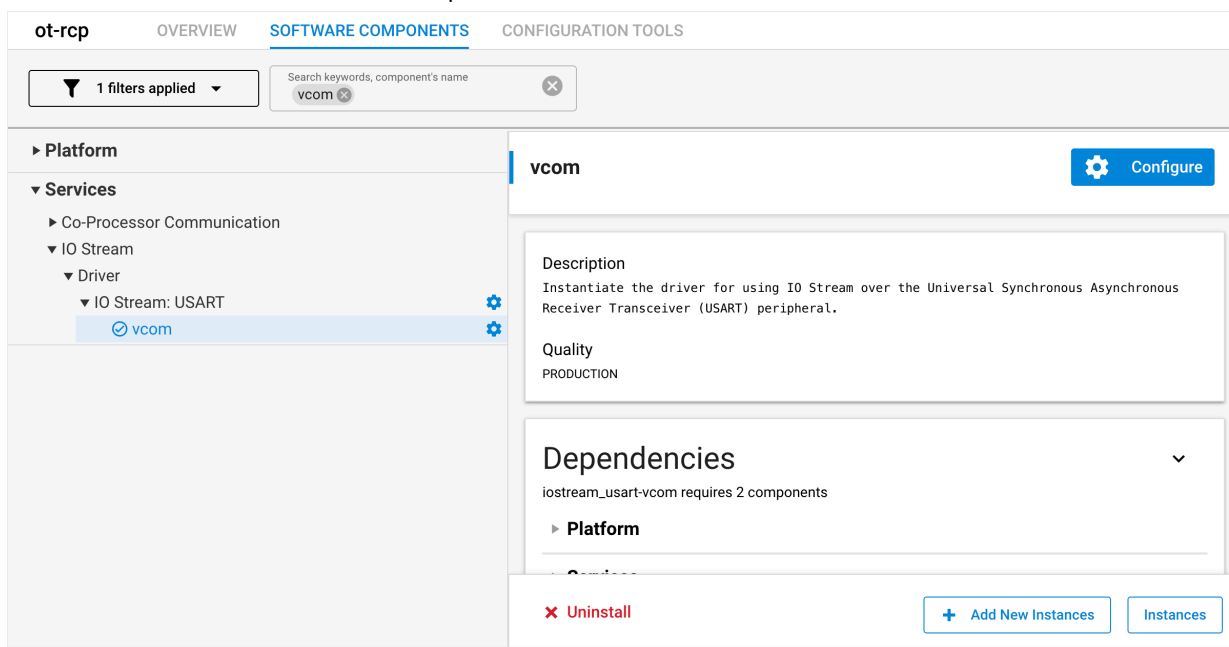 ot-rcp OVERVIEW SOFTWARE COMPONENTS CONFIGURATION TOOLS
1 filters applied
Search keywords, component's name
vcom
Platform
Services
Co-Processor Communication
IO Stream
Driver
IO Stream: USART
vcom
vcom
Configure
Description
Instantiate the driver for using IO Stream over the Universal Synchronous Asynchronous
Receiver Transceiver (USART) peripheral.
Quality
PRODUCTION
Dependencies
iostream_usart-vcom requires 2 components
Platform
Uninstall
Add New Instances
Instances